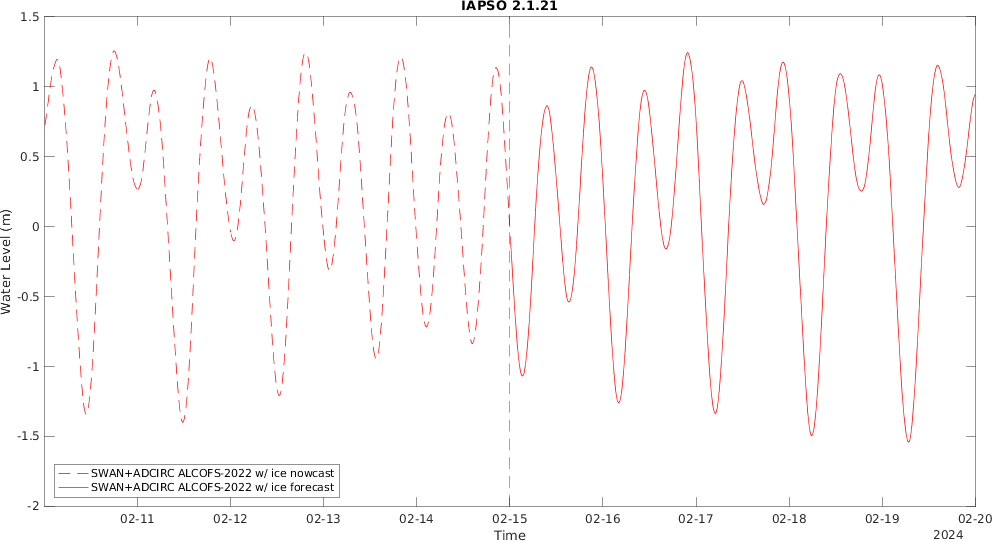 IAPSO 2.1.21
1.5
1
0.5
0
-0.5
-1
-1.5
-2
Water Level (m)
SWAN+ADCIRC ALCOFS-2022 w/ ice nowcast
SWAN+ADCIRC ALCOFS-2022 w/ ice forecast
02-11 02-12 02-13 02-14 02-15 02-16 02-17 02-18 02-19 02-20
Time
2024